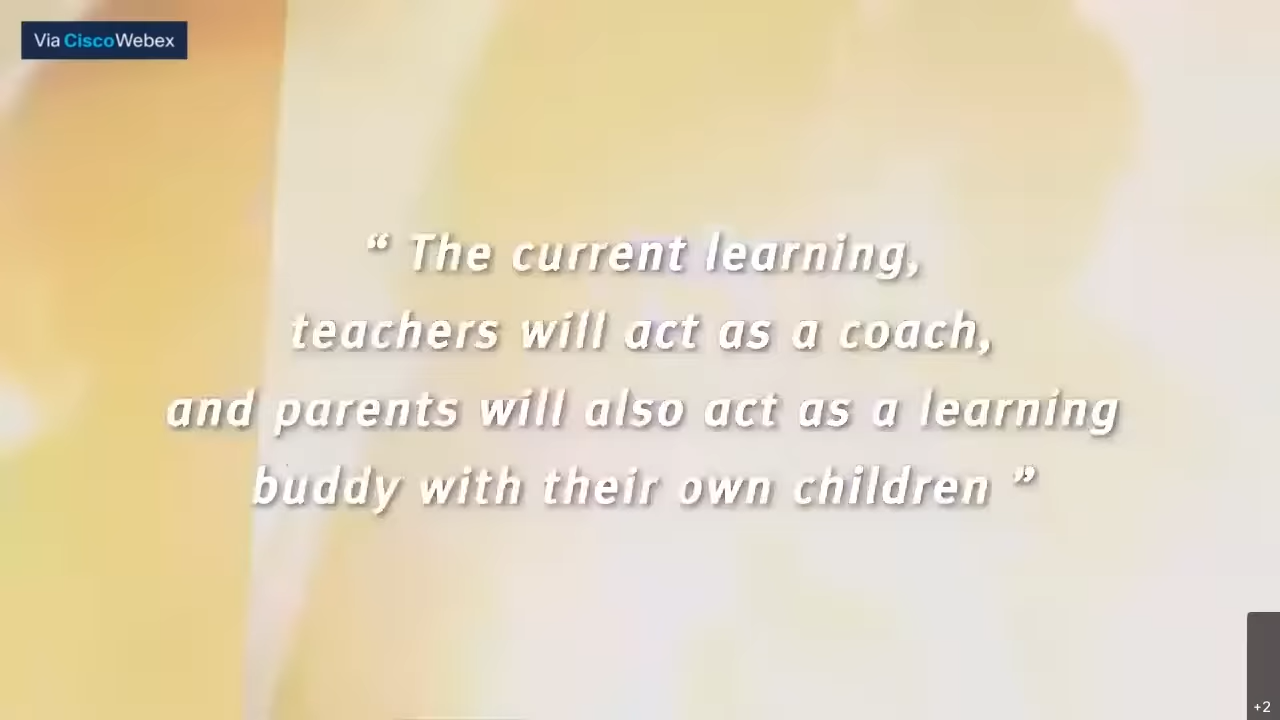 Via CiscoWebex
“ The current learning,
teachers will act as a coach,
and parents will also act as a learning
buddy with their own children ”
+2